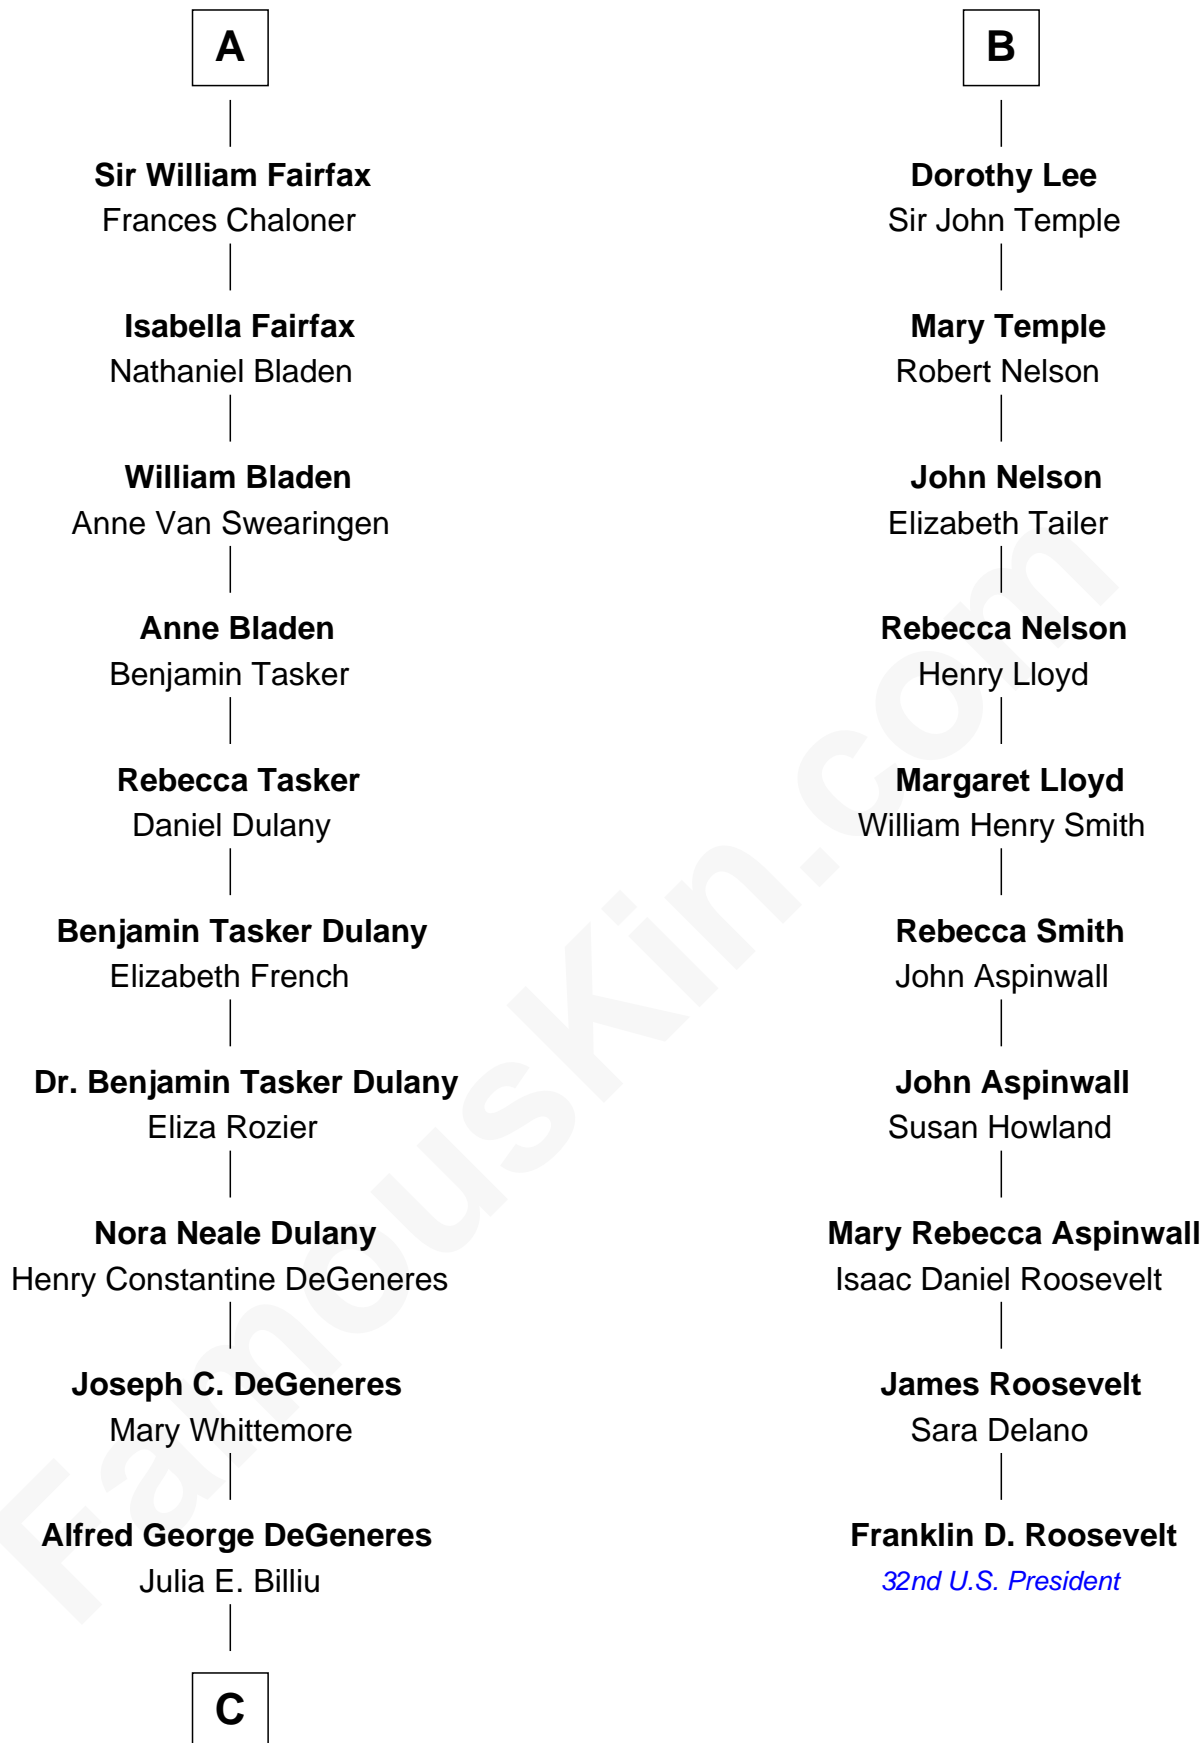 A
Sir William Fairfax
Frances Chaloner
Isabella Fairfax
Nathaniel Bladen
William Bladen
Anne Van Swearingen
Anne Bladen
Benjamin Tasker
Rebecca Tasker
Daniel Dulany
Benjamin Tasker Dulany
Elizabeth French
Dr. Benjamin Tasker Dulany
Eliza Rozier
Nora Neale Dulany
Henry Constantine DeGeneres
Joseph C. DeGeneres
Mary Whittemore
Alfred George DeGeneres
Julia E. Billiu
C
B
Dorothy Lee
Sir John Temple
Mary Temple
Robert Nelson
John Nelson
Elizabeth Tailer
Rebecca Nelson
Henry Lloyd
Margaret Lloyd
William Henry Smith
Rebecca Smith
John Aspinwall
John Aspinwall
Susan Howland
Mary Rebecca Aspinwall
Isaac Daniel Roosevelt
James Roosevelt
Sara Delano
Franklin D. Roosevelt
32nd U.S. President
FamousKin.com